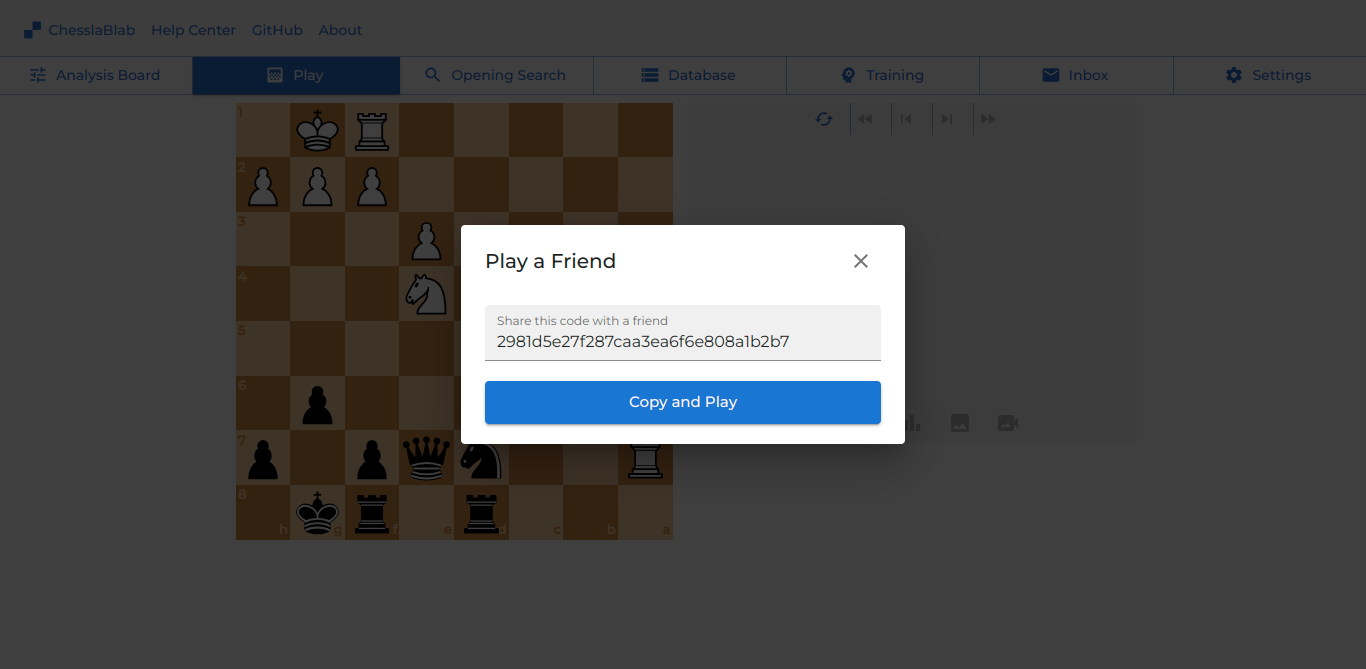 ChesslaBlab Help Center GitHub About
Analysis Board Play Opening Search Database Training Inbox Settings
1
2
3
4
5
6
7
8
h g f e d c b a
Play a Friend
Share this code with a friend
2981d5e27f287caa3ea6f6e808a1b2b7
Copy and Play